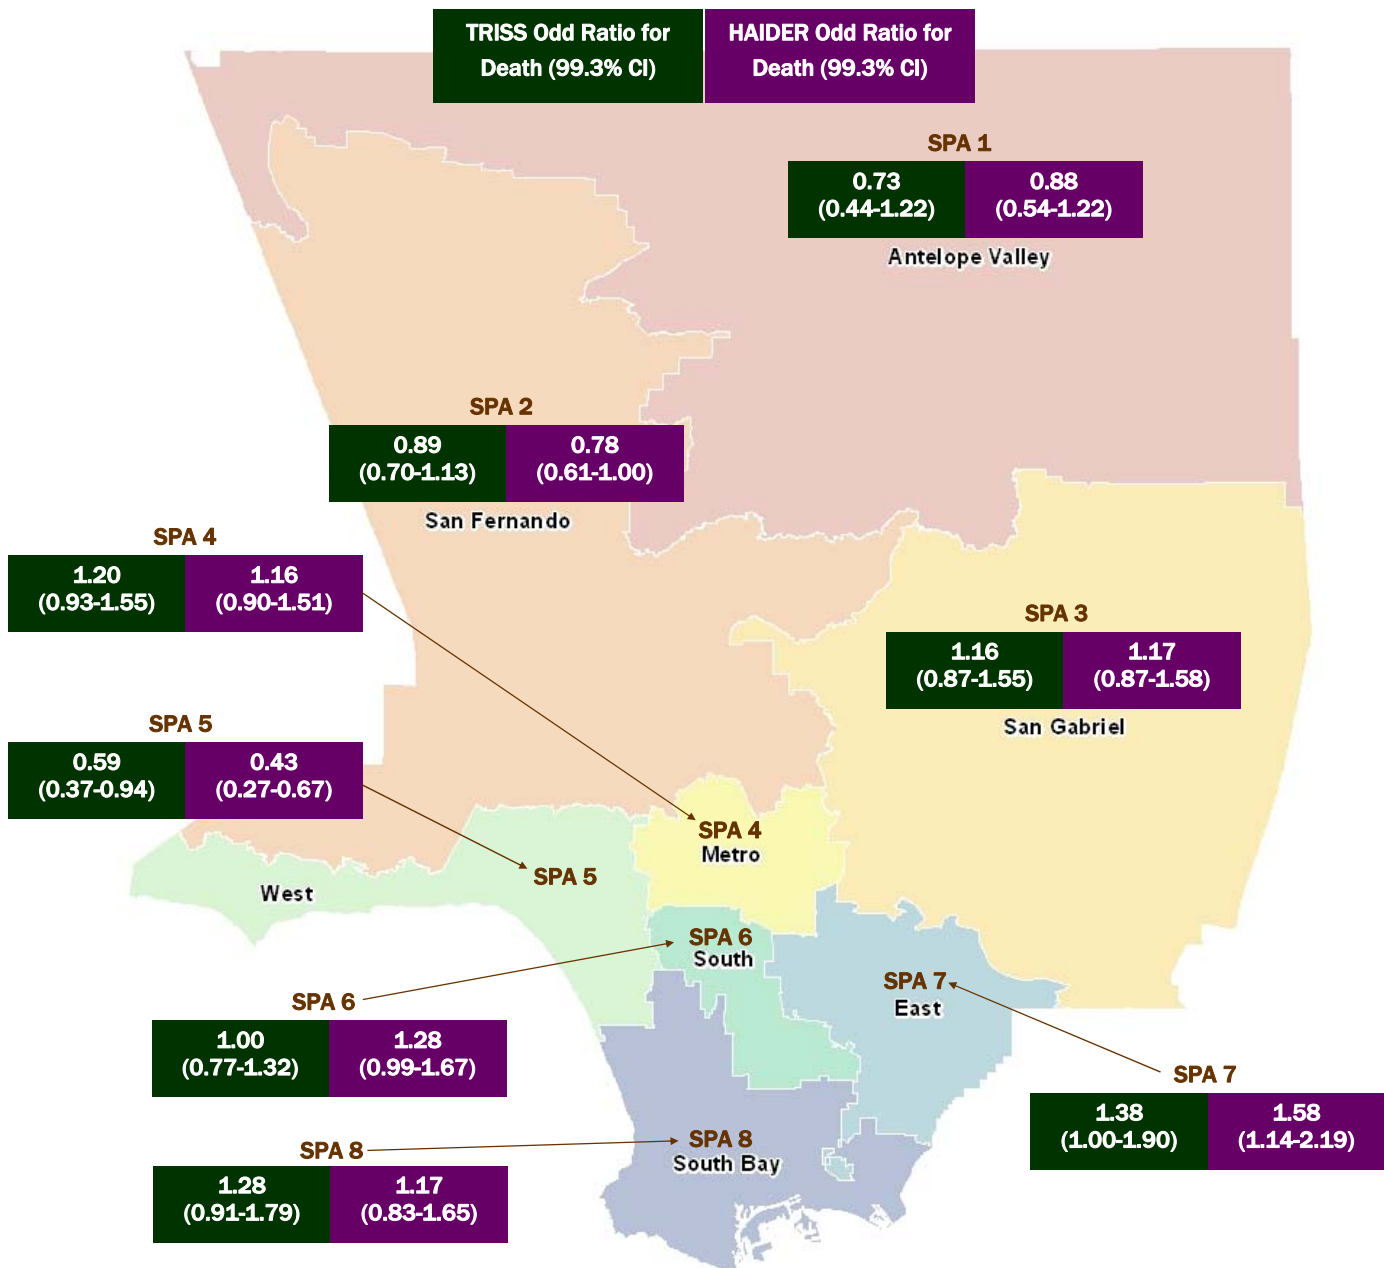 TRISS Odd Ratio for
Death (99.3% CI)
HAIDER Odd Ratio for
Death (99.3% CI)
SPA 1
0.73
(0.44-1.22)
0.88
(0.54-1.22)
Antelope Valley
SPA 2
0.89
(0.70-1.13)
0.78
(0.61-1.00)
San Fernando
SPA 4
1.20
(0.93-1.55)
1.16
(0.90-1.51)
SPA 3
1.16
(0.87-1.55)
1.17
(0.87-1.58)
San Gabriel
SPA 5
0.59
(0.37-0.94)
0.43
(0.27-0.67)
SPA 4
Metro
SPA 5
West
SPA 6
South
SPA 7
East
SPA 6
1.00
(0.77-1.32)
1.28
(0.99-1.67)
SPA 7
1.38
(1.00-1.90)
1.58
(1.14-2.19)
SPA 8
South Bay
SPA 8
1.28
(0.91-1.79)
1.17
(0.83-1.65)